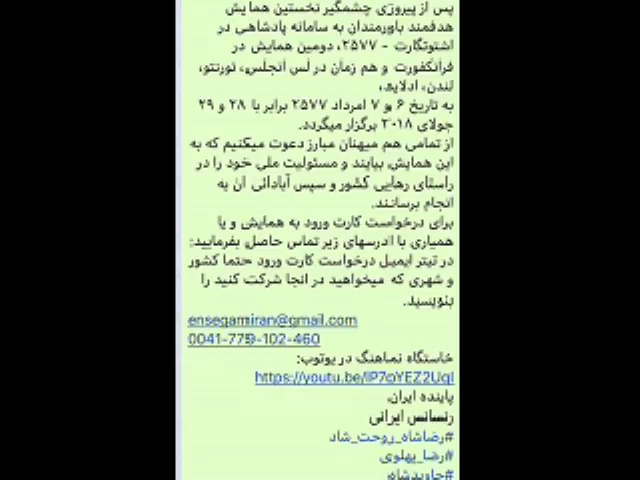 پس از پیروزی چشمگیر نخستین همایش
هدفمند باورمندان به سامانه پادشاهی در
اشتوتگارت - ۲۵۷۷، دومین همایش در
فرانکفورت و هم زمان در لس انجلس، تورنتو،
لندن، ادلاید،
به تاریخ ۶ و ۷ امرداد ۲۵۷۷ برابر با ۲۸ و ۲۹
جولای ۲۰۱۸ برگزار میگردد.
از تمامی هم میهنان مبارز دعوت میکنیم که به
این همایش بیایند و مسئولیت ملی خود را در
راستای رهایی کشور و سپس آبادانی آن به
انجام برسانند.
برای درخواست کارت ورود به همایش و یا
همیاری با ادرسهای زیر تماس حاصل بفرمایید:
در تیتر ایمیل درخواست کارت ورود حتما کشور
و شهری که میخواهید در انجا شرکت کنید را
بنویسید.
ensegamiran@gmail.com
0041-779-102-460
خاستگاه نماهنگ در یوتوب:
https://youtu.be/IP7oYEZ2UqI
پاینده ایران
رنسانس ایرانی
#رضاشاه_روحت_شاد
#رضا_پهلوی
#جاویدشاه